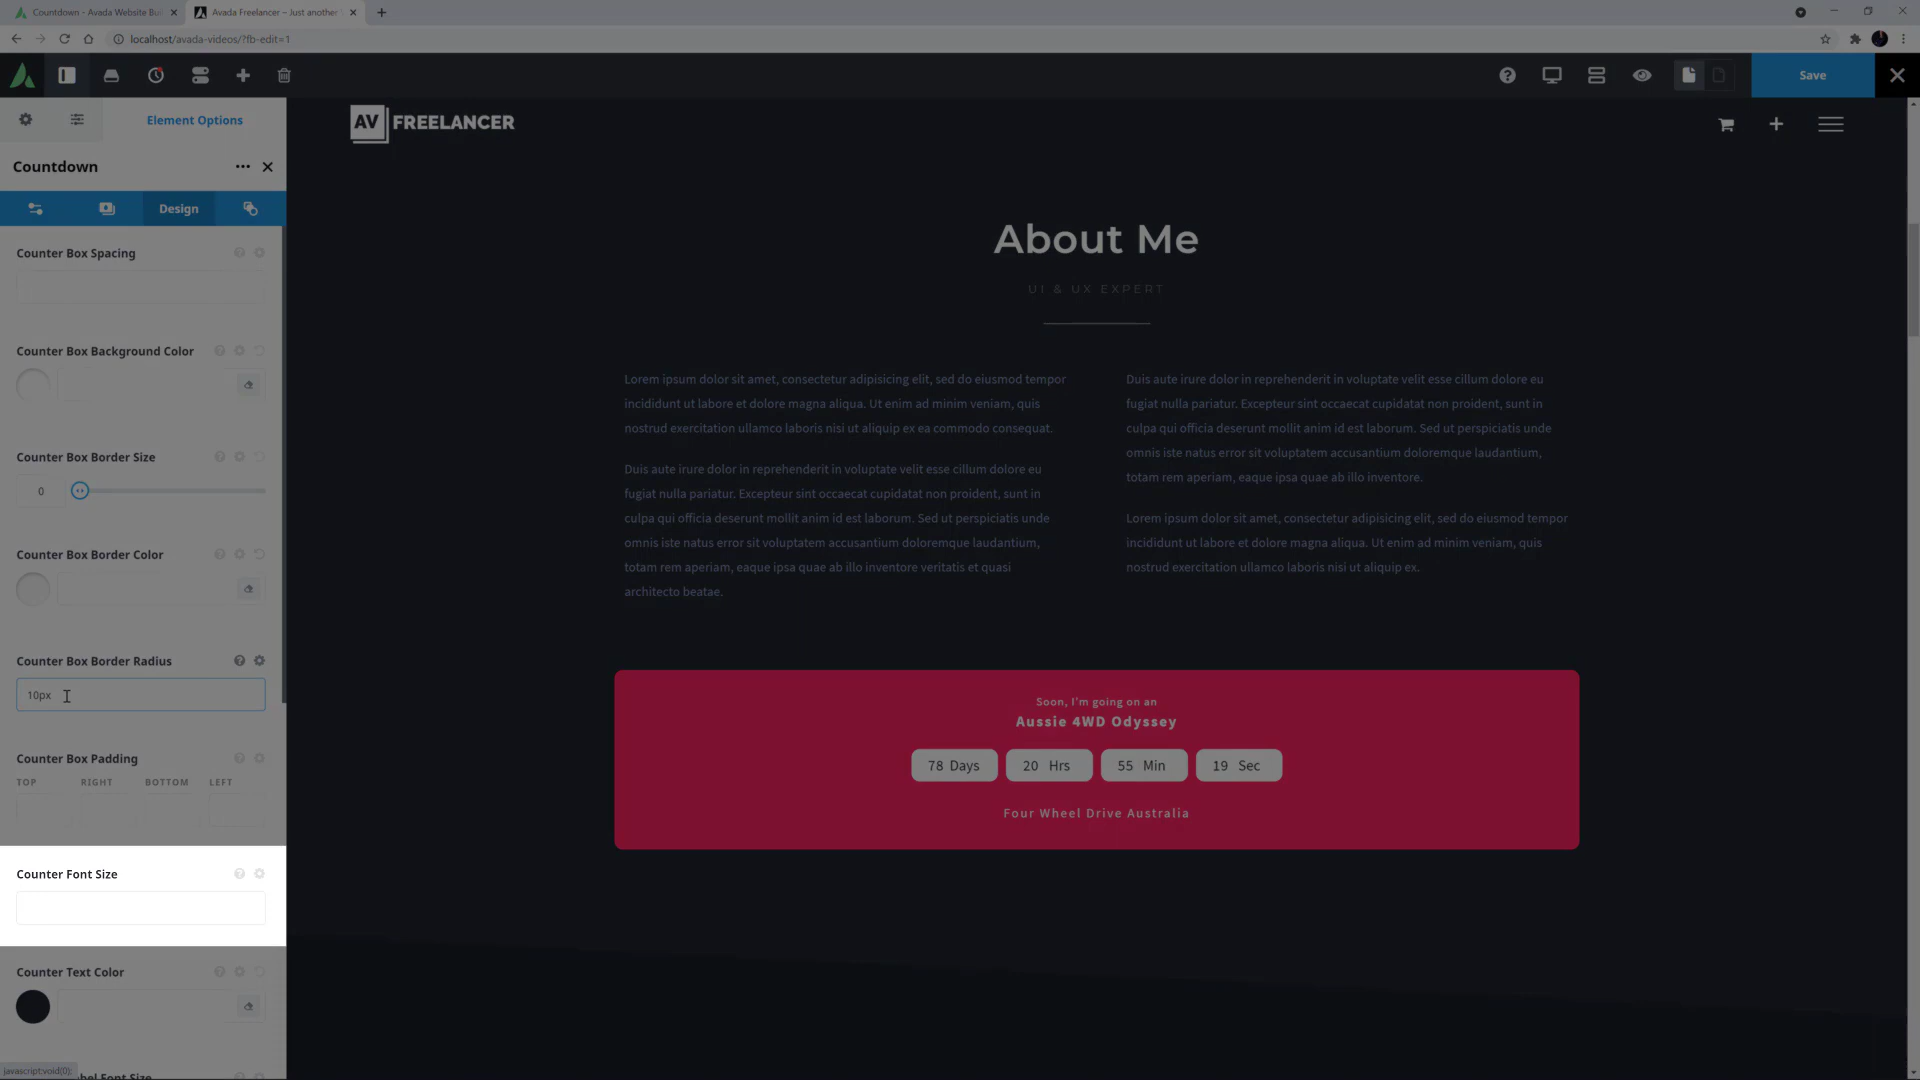 Countdown - Avada Website Bui
Avada Freelancer – Just another
localhost/avada-videos/?fb-edit=1
Save
Element Options
AV FREELANCER
Countdown
Design
Counter Box Spacing
Counter Box Background Color
Counter Box Border Size
0
Counter Box Border Color
Counter Box Border Radius
10px
Counter Box Padding
TOP RIGHT BOTTOM LEFT
Counter Font Size
Counter Text Color
javascript:void(0);
bel Font Size
About Me
UI & UX EXPERT
Lorem ipsum dolor sit amet, consectetur adipisicing elit, sed do eiusmod tempor
incididunt ut labore et dolore magna aliqua. Ut enim ad minim veniam, quis
nostrud exercitation ullamco laboris nisi ut aliquip ex ea commodo consequat.
Duis aute irure dolor in reprehenderit in voluptate velit esse cillum dolore eu
fugiat nulla pariatur. Excepteur sint occaecat cupidatat non proident, sunt in
culpa qui officia deserunt mollit anim id est laborum. Sed ut perspiciatis unde
omnis iste natus error sit voluptatem accusantium doloremque laudantium,
totam rem aperiam, eaque ipsa quae ab illo inventore veritatis et quasi
architecto beatae.
Duis aute irure dolor in reprehenderit in voluptate velit esse cillum dolore eu
fugiat nulla pariatur. Excepteur sint occaecat cupidatat non proident, sunt in
culpa qui officia deserunt mollit anim id est laborum. Sed ut perspiciatis unde
omnis iste natus error sit voluptatem accusantium doloremque laudantium,
totam rem aperiam, eaque ipsa quae ab illo inventore.
Lorem ipsum dolor sit amet, consectetur adipisicing elit, sed do eiusmod tempor
incididunt ut labore et dolore magna aliqua. Ut enim ad minim veniam, quis
nostrud exercitation ullamco laboris nisi ut aliquip ex.
Soon, I'm going on an
Aussie 4WD Odyssey
78 Days 20 Hrs 55 Min 19 Sec
Four Wheel Drive Australia